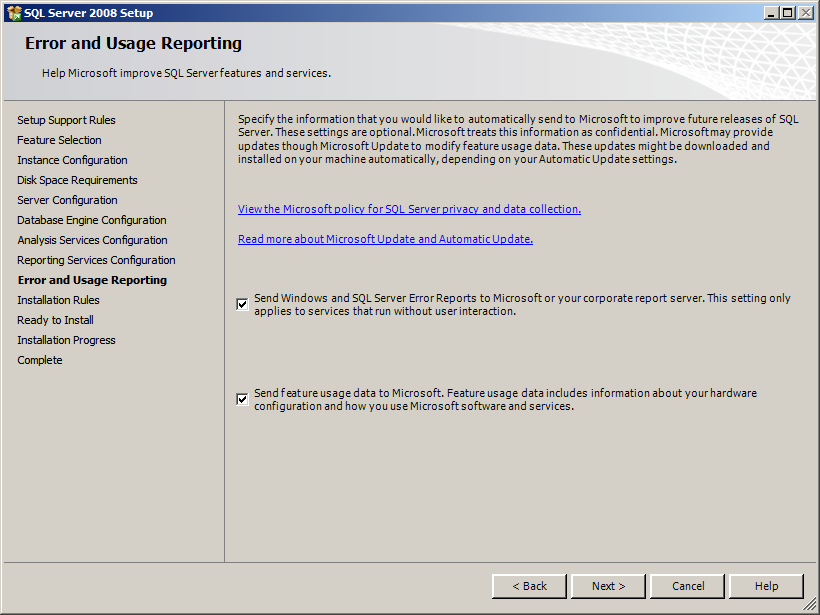 SQL Server 2008 Setup
Error and Usage Reporting
Help Microsoft improve SQL Server features and services.
Setup Support Rules
Feature Selection
Instance Configuration
Disk Space Requirements
Server Configuration
Database Engine Configuration
Analysis Services Configuration
Reporting Services Configuration
Error and Usage Reporting
Installation Rules
Ready to Install
Installation Progress
Complete
Specify the information that you would like to automatically send to Microsoft to improve future releases of SQL
Server. These settings are optional. Microsoft treats this information as confidential. Microsoft may provide
updates though Microsoft Update to modify feature usage data. These updates might be downloaded and
installed on your machine automatically, depending on your Automatic Update settings.
View the Microsoft policy for SQL Server privacy and data collection.
Read more about Microsoft Update and Automatic Update.
Send Windows and SQL Server Error Reports to Microsoft or your corporate report server. This setting only
applies to services that run without user interaction.
Send feature usage data to Microsoft. Feature usage data includes information about your hardware
configuration and how you use Microsoft software and services.
< Back
Next >
Cancel
Help